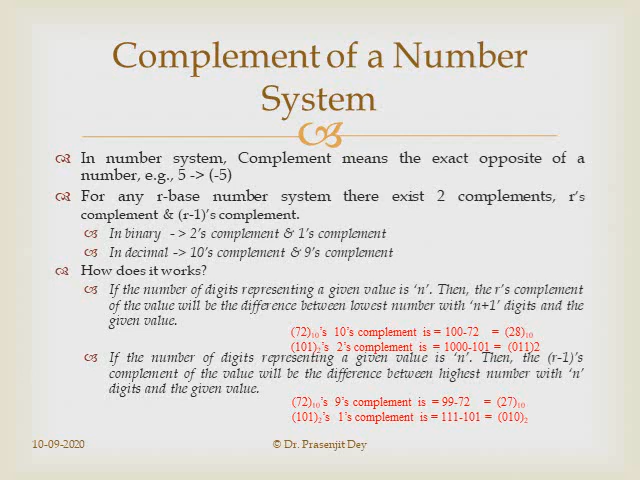 Complement of a Number
System
In number system, Complement means the exact opposite of a
number, e.g., 5 -> (-5)
For any r-base number system there exist 2 complements, r's
complement & (r-1)'s complement.
In binary - > 2's complement & 1's complement
In decimal -> 10's complement & 9's complement
How does it works?
If the number of digits representing a given value is 'n'. Then, the r's complement
of the value will be the difference between lowest number with 'n+1' digits and the
given value.
(72)₁₀'s 10's complement is = 100-72 = (28)₁₀
(101)₂'s 2's complement is = 1000-101 = (011)2
If the number of digits representing a given value is 'n'. Then, the (r-1)'s
complement of the value will be the difference between highest number with 'n'
digits and the given value.
(72)₁₀'s 9's complement is = 99-72 = (27)₁₀
(101)₂'s 1's complement is = 111-101 = (010)₂
10-09-2020 © Dr. Prasenjit Dey